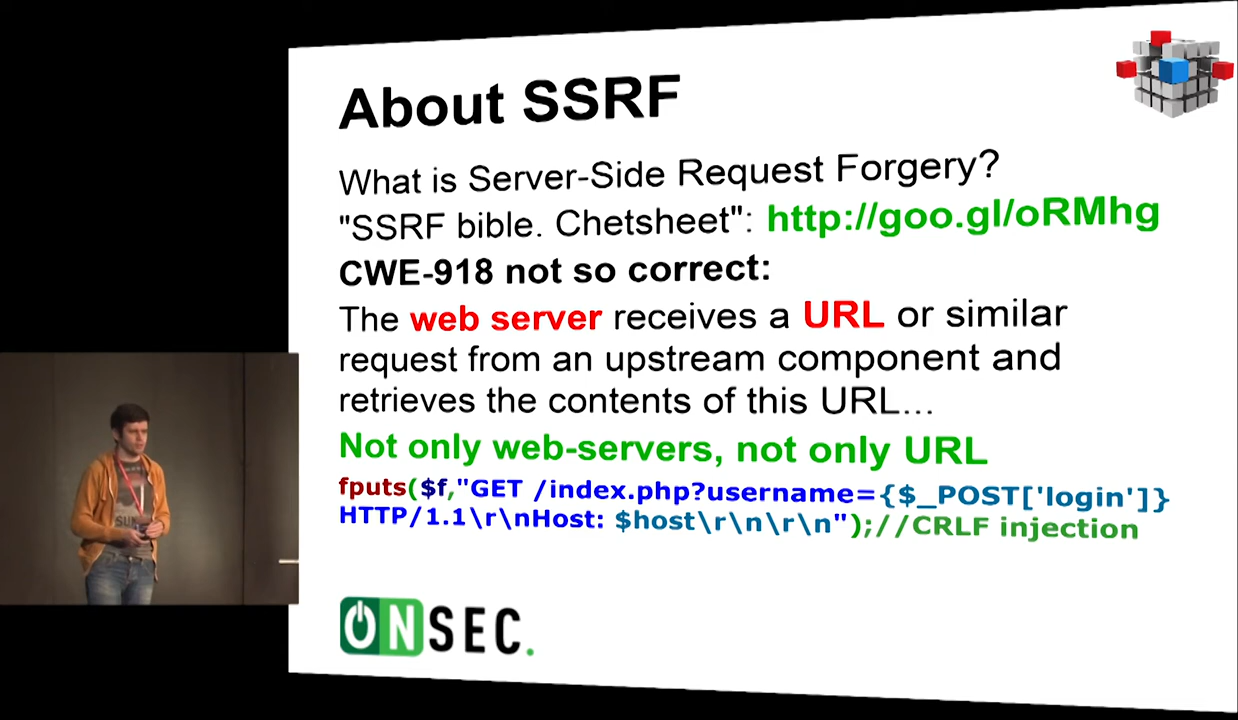 About SSRF
What is Server-Side Request Forgery?
"SSRF bible. Chetsheet": http://goo.gl/oRMhg
CWE-918 not so correct:
The web server receives a URL or similar
request from an upstream component and
retrieves the contents of this URL...
Not only web-servers, not only URL
fputs($f,"GET /index.php?username={$_POST['login']}
HTTP/1.1\r\nHost: $host\r\n\r\n");//CRLF injection
ONSEC.
SUN